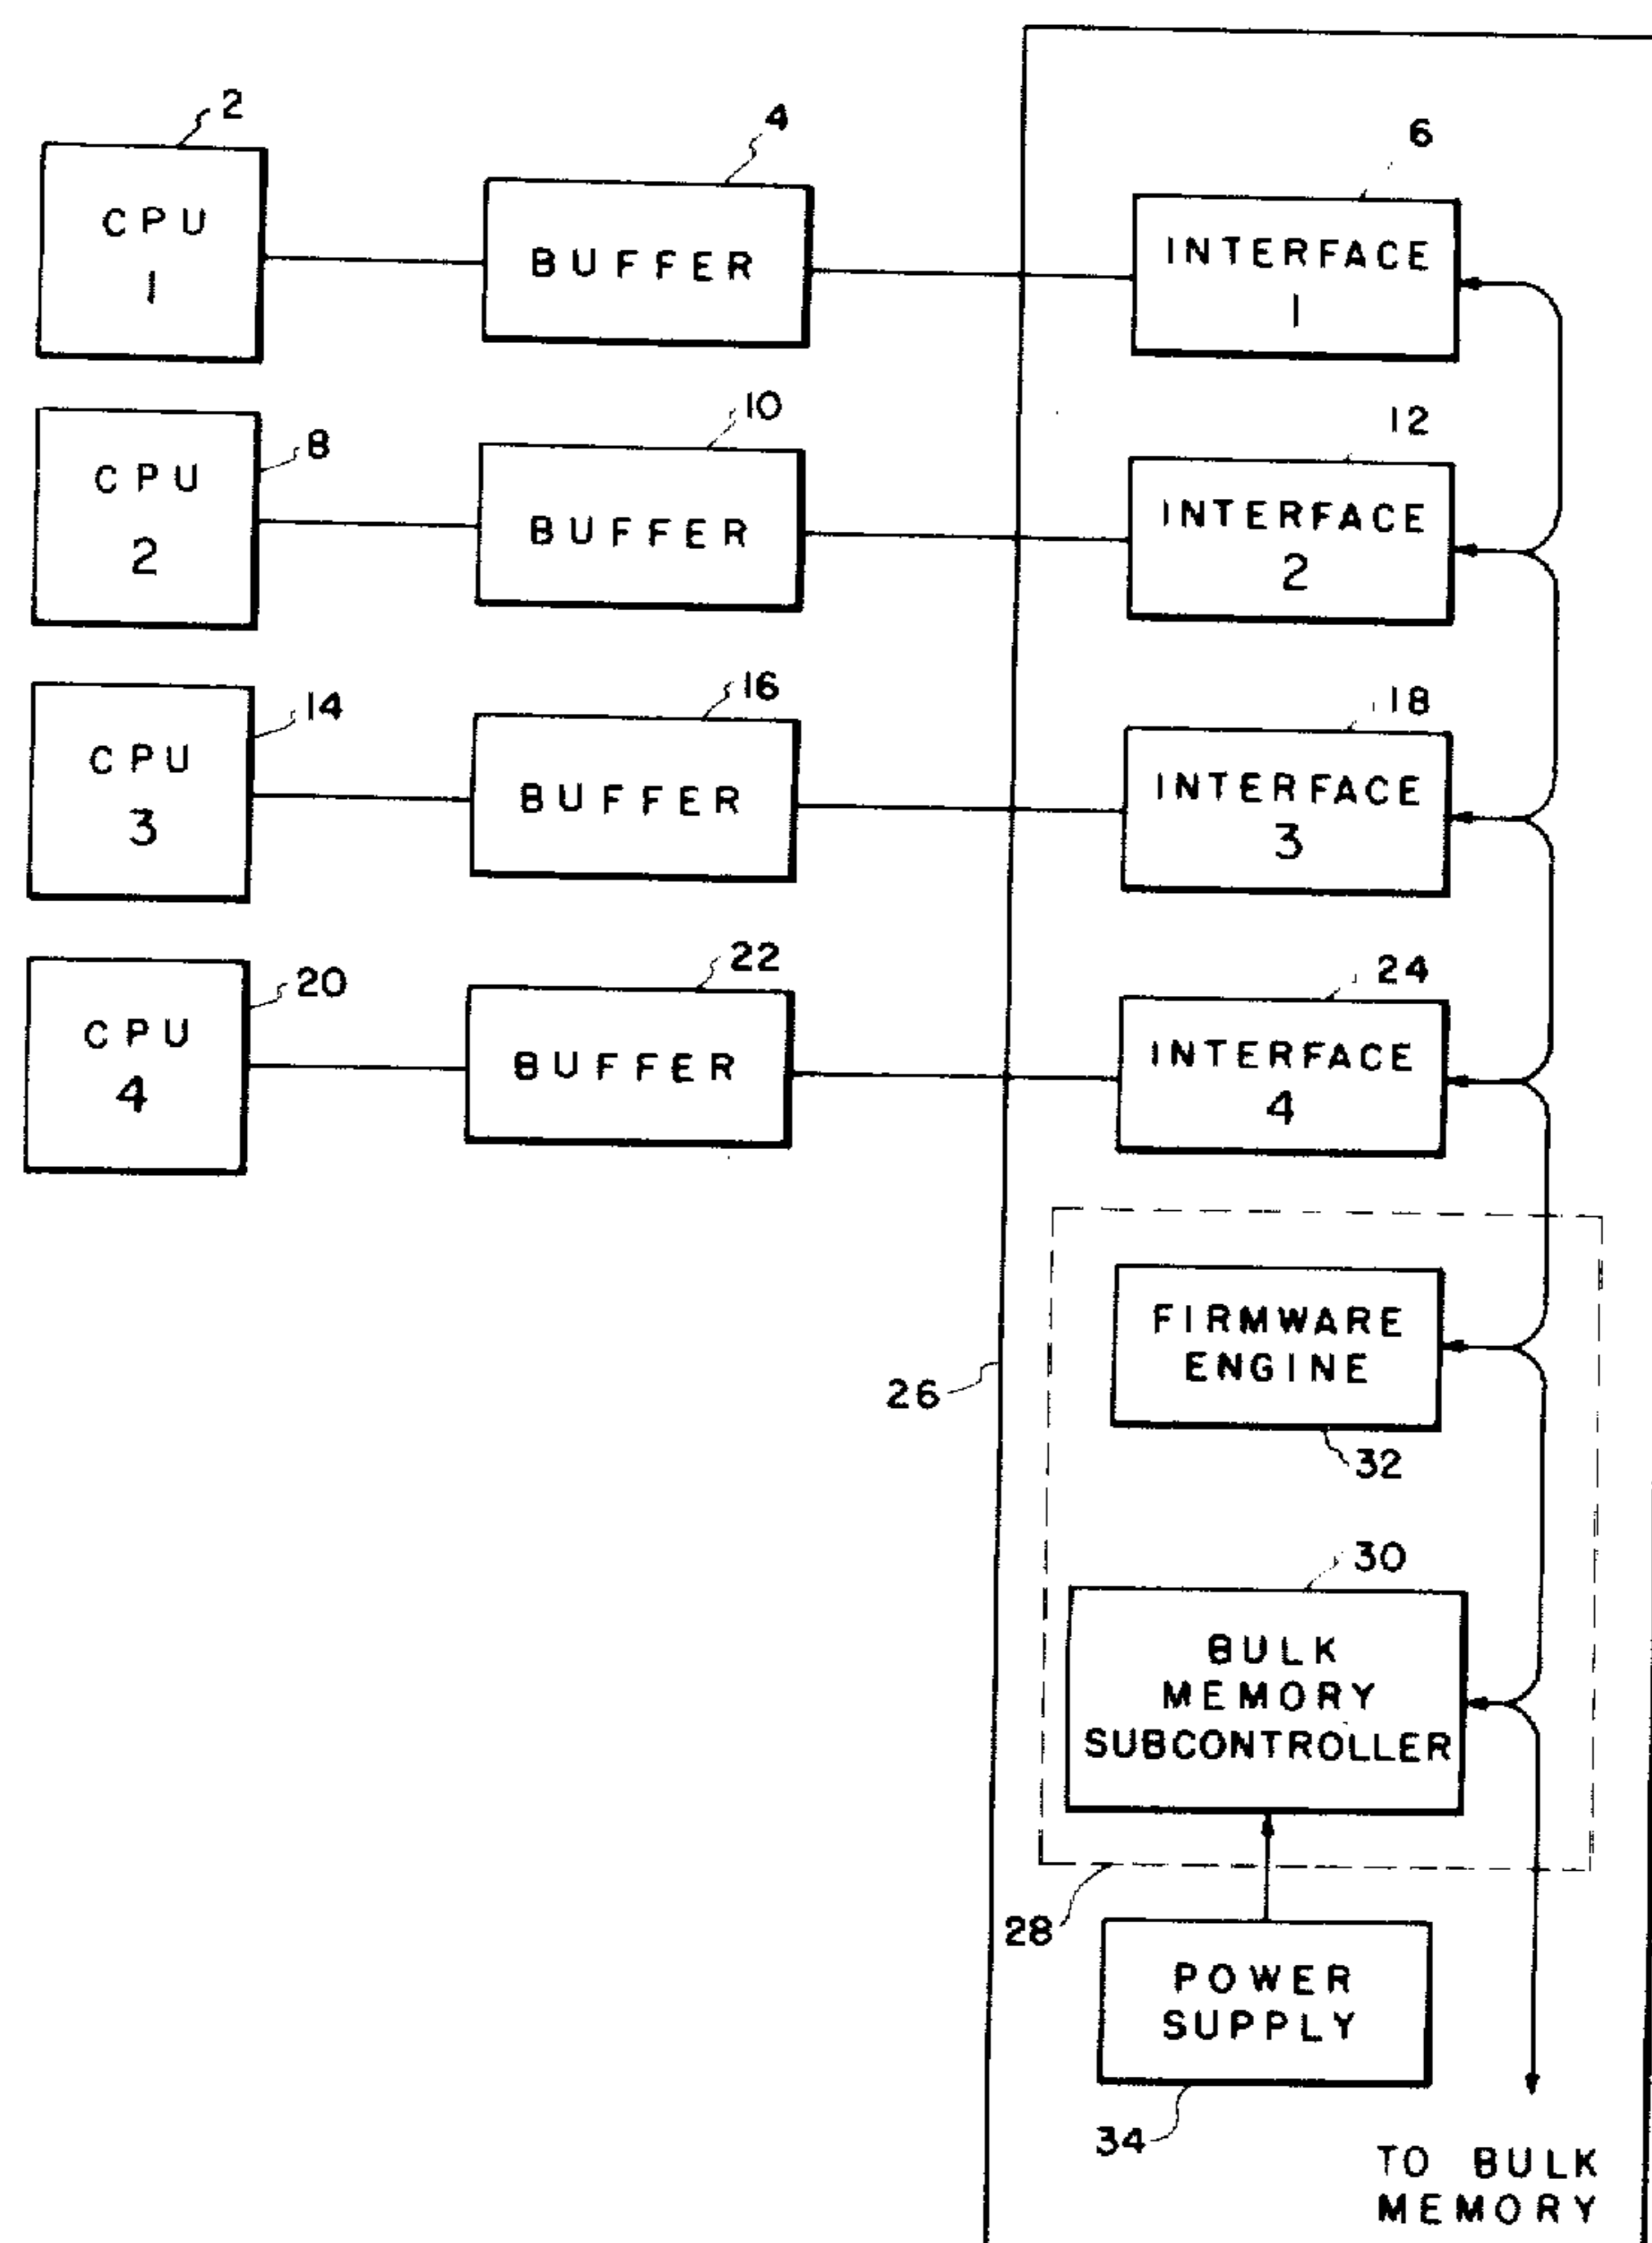 2
4
6
CPU
1
BUFFER
INTERFACE
1
10
12
8
CPU
2
BUFFER
INTERFACE
2
16
18
14
CPU
3
BUFFER
INTERFACE
3
22
24
20
CPU
4
BUFFER
INTERFACE
4
FIRMWARE
ENGINE
26
32
30
BULK
MEMORY
SUBCONTROLLER
28
POWER
SUPPLY
34
TO BULK
MEMORY